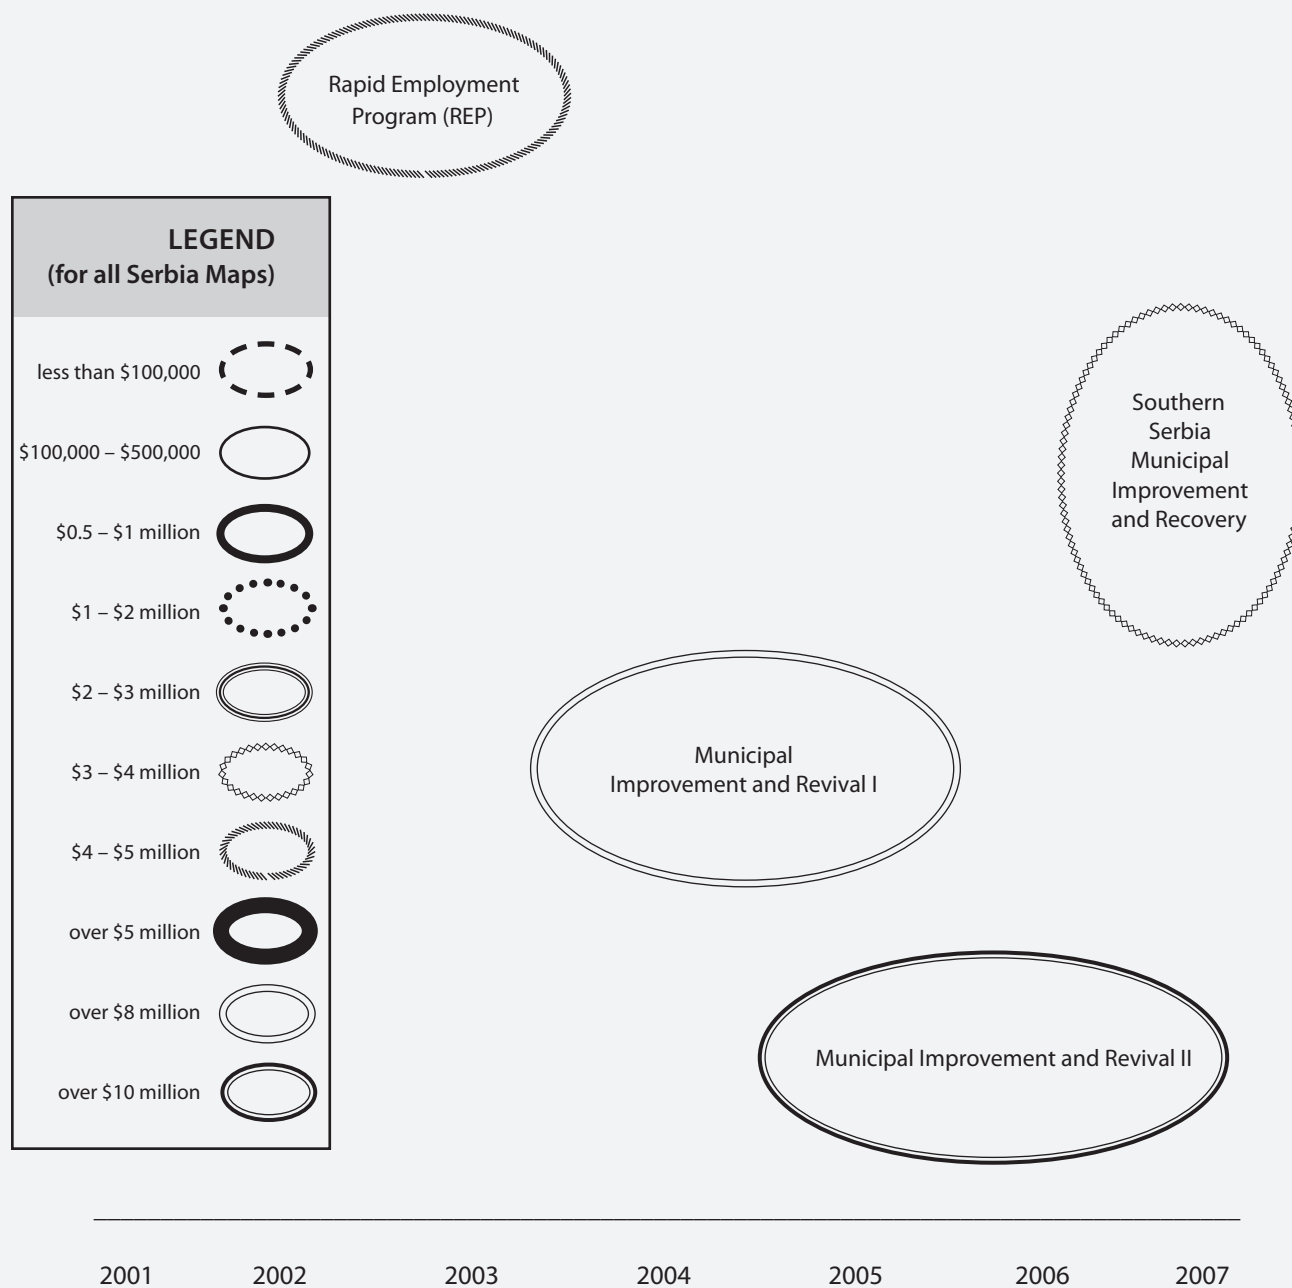 Rapid Employment
Program (REP)
LEGEND
(for all Serbia Maps)
less than $100,000
$100,000 – $500,000
$0.5 – $1 million
$1 – $2 million
$2 – $3 million
$3 – $4 million
$4 – $5 million
over $5 million
over $8 million
over $10 million
Southern
Serbia
Municipal
Improvement
and Recovery
Municipal
Improvement and Revival I
Municipal Improvement and Revival II
2001 2002 2003 2004 2005 2006 2007